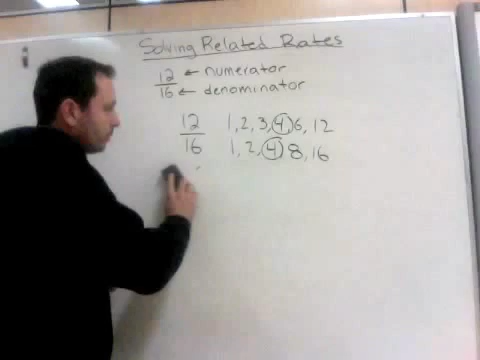 Solving Related Rates
12 ← numerator
16 ← denominator
12 1, 2, 3, 4, 6, 12
16 1, 2, 4, 8, 16